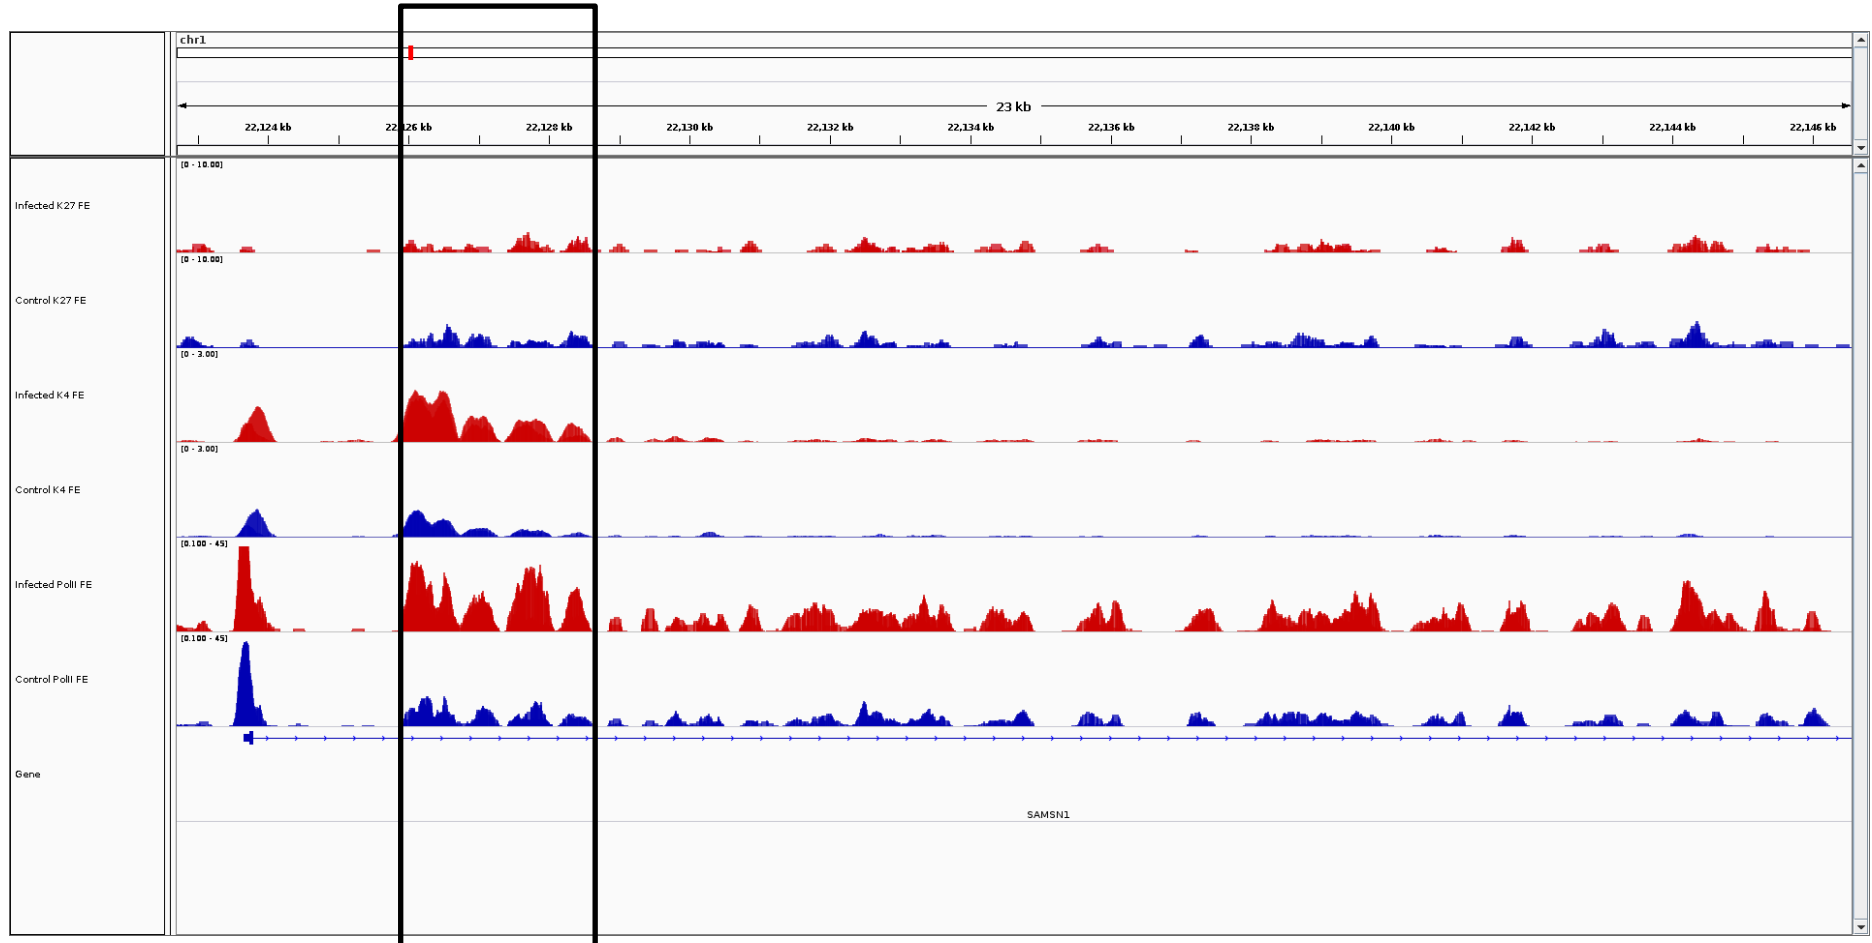 chr1
23 kb
22,124 kb 22,126 kb 22,128 kb 22,130 kb 22,132 kb 22,134 kb 22,136 kb 22,138 kb 22,140 kb 22,142 kb 22,144 kb 22,146 kb
[0 - 10.00]
Infected K27 FE
[0 - 10.00]
Control K27 FE
[0 - 3.00]
Infected K4 FE
[0 - 3.00]
Control K4 FE
[0.100 - 45]
Infected PolII FE
[0.100 - 45]
Control PolII FE
Gene
SAMSN1